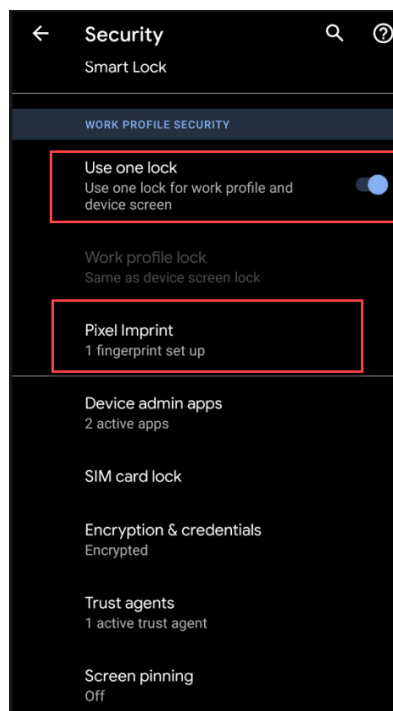 Security
Smart Lock
WORK PROFILE SECURITY
Use one lock
Use one lock for work profile and
device screen
Work profile lock
Same as device screen lock
Pixel Imprint
1 fingerprint set up
Device admin apps
2 active apps
SIM card lock
Encryption & credentials
Encrypted
Trust agents
1 active trust agent
Screen pinning
Off